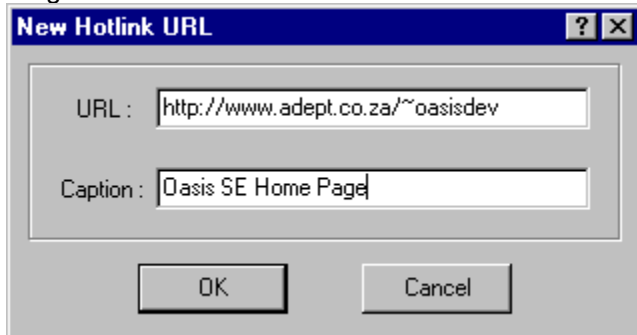 New Hotlink URL
URL : http://www.adept.co.za/~oasisdev
Caption : Oasis SE Home Page
OK Cancel